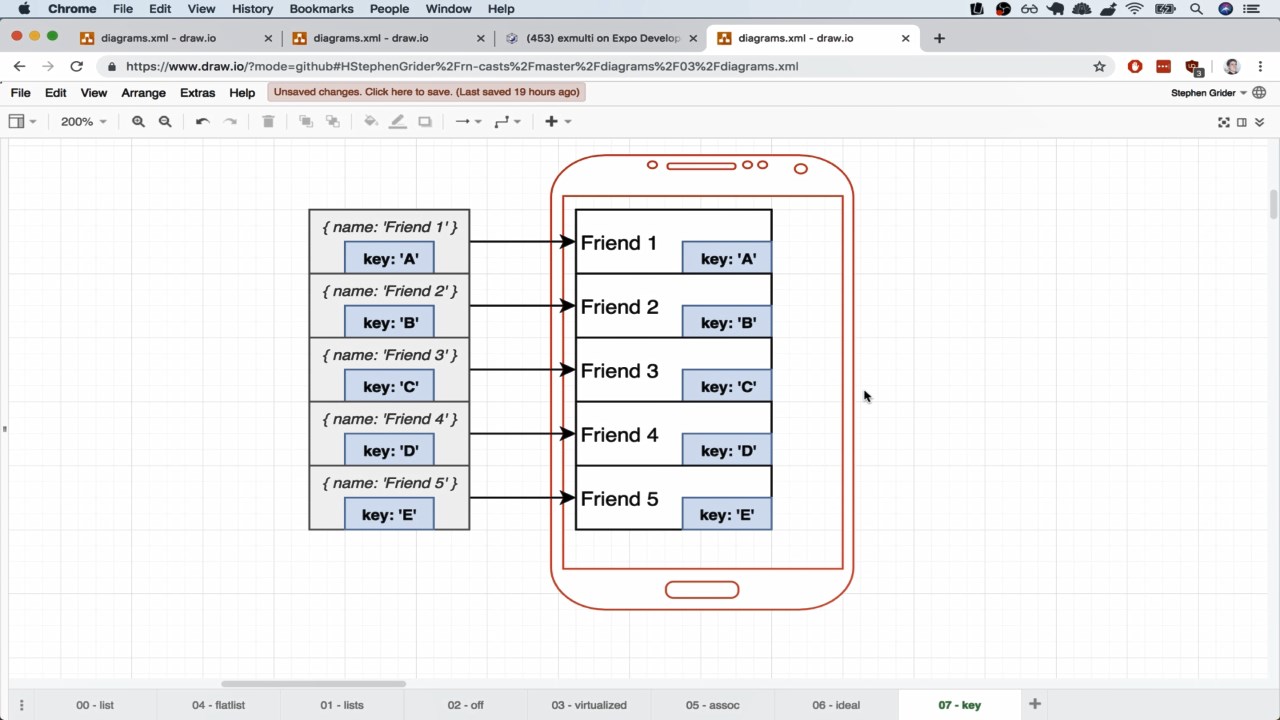 Chrome File Edit View History Bookmarks People Window Help
diagrams.xml - draw.io
diagrams.xml - draw.io
(453) exmulti on Expo Develop
diagrams.xml - draw.io
https://www.draw.io/?mode=github#HStephenGrider%2Frn-casts%2Fmaster%2Fdiagrams%2F03%2Fdiagrams.xml
3
File Edit View Arrange Extras Help
Unsaved changes. Click here to save. (Last saved 19 hours ago)
Stephen Grider
200%
{ name: 'Friend 1' }
key: 'A'
Friend 1
key: 'A'
{ name: 'Friend 2' }
key: 'B'
Friend 2
key: 'B'
{ name: 'Friend 3' }
key: 'C'
Friend 3
key: 'C'
{ name: 'Friend 4' }
key: 'D'
Friend 4
key: 'D'
{ name: 'Friend 5' }
key: 'E'
Friend 5
key: 'E'
00 - list
04 - flatlist
01 - lists
02 - off
03 - virtualized
05 - assoc
06 - ideal
07 - key